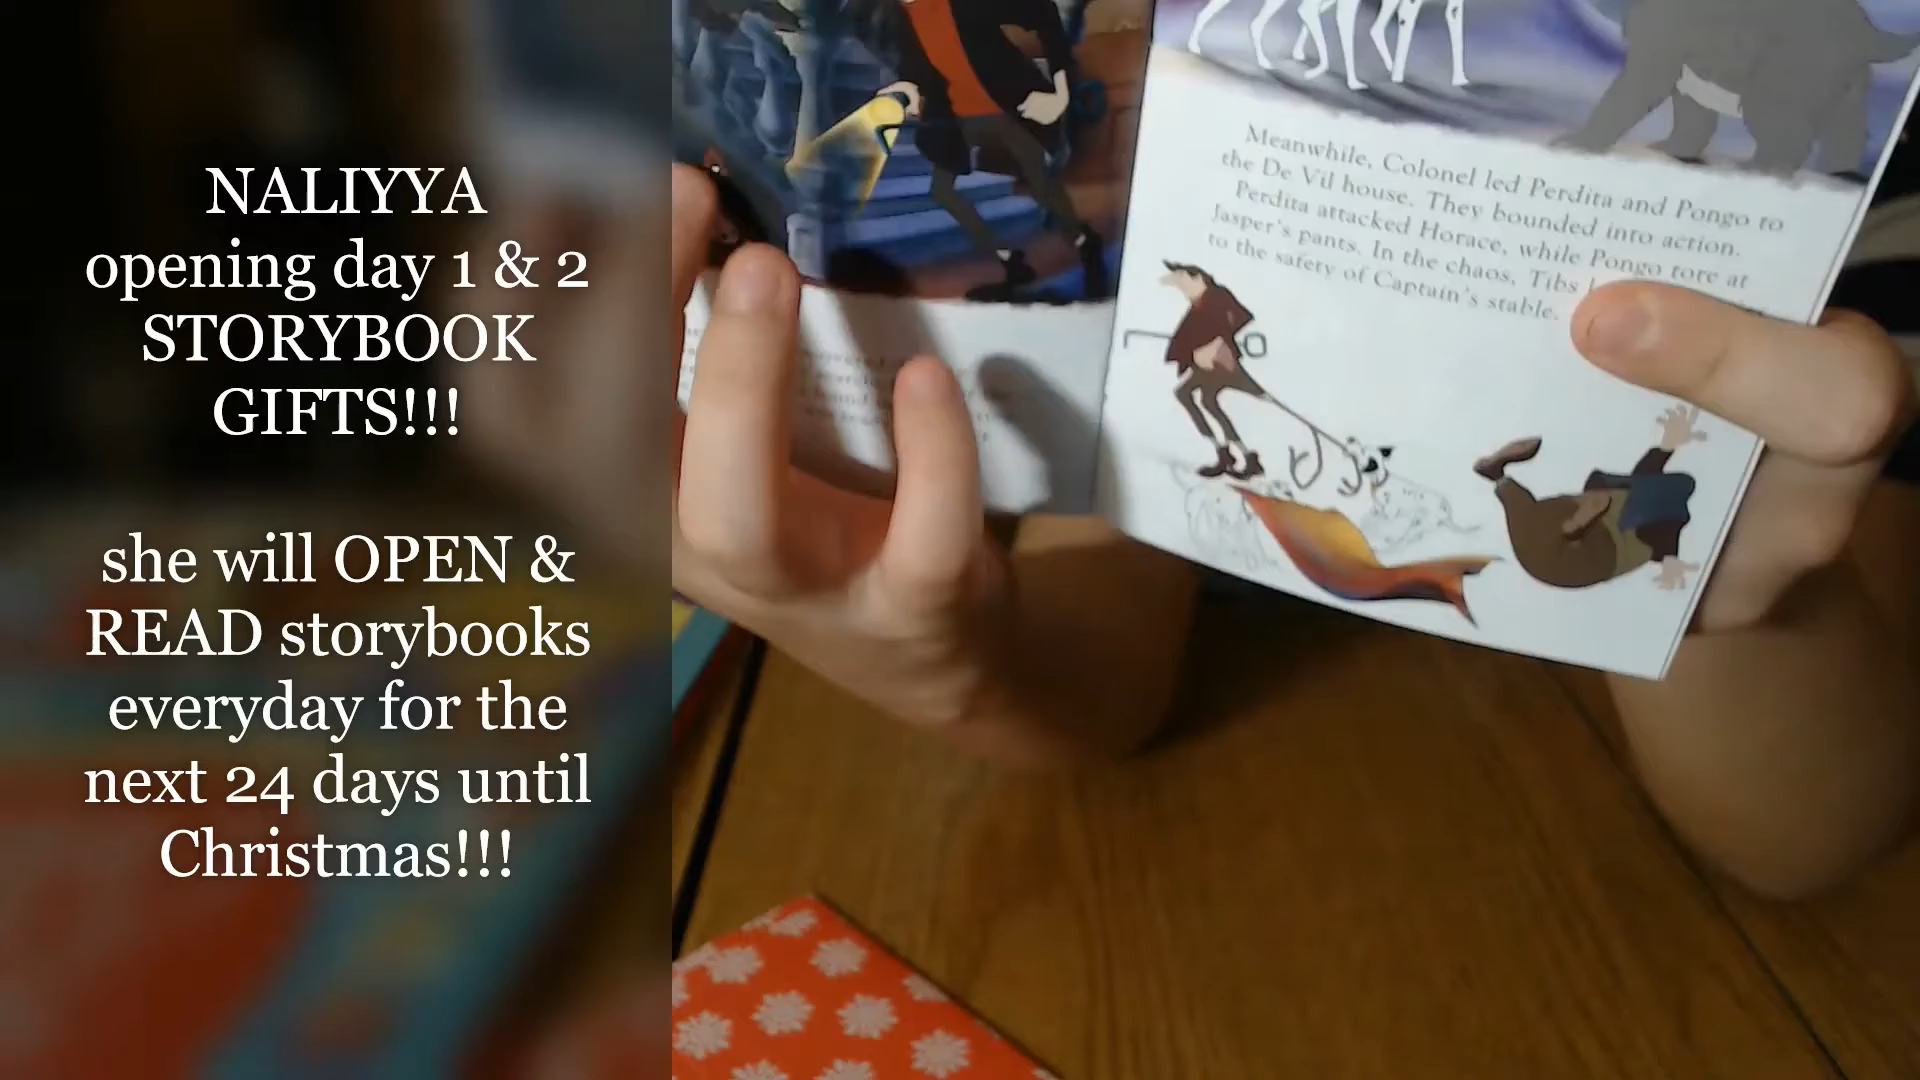 NALIYYA
opening day 1 & 2
STORYBOOK
GIFTS!!!
she will OPEN &
READ storybooks
everyday for the
next 24 days until
Christmas!!!
Meanwhile, Colonel led Perdita and Pongo to
the De Vil house. They bounded into action.
Perdita attacked Horace, while Pongo tore at
Jasper's pants. In the chaos, Tibs
to the safety of Captain's stable.